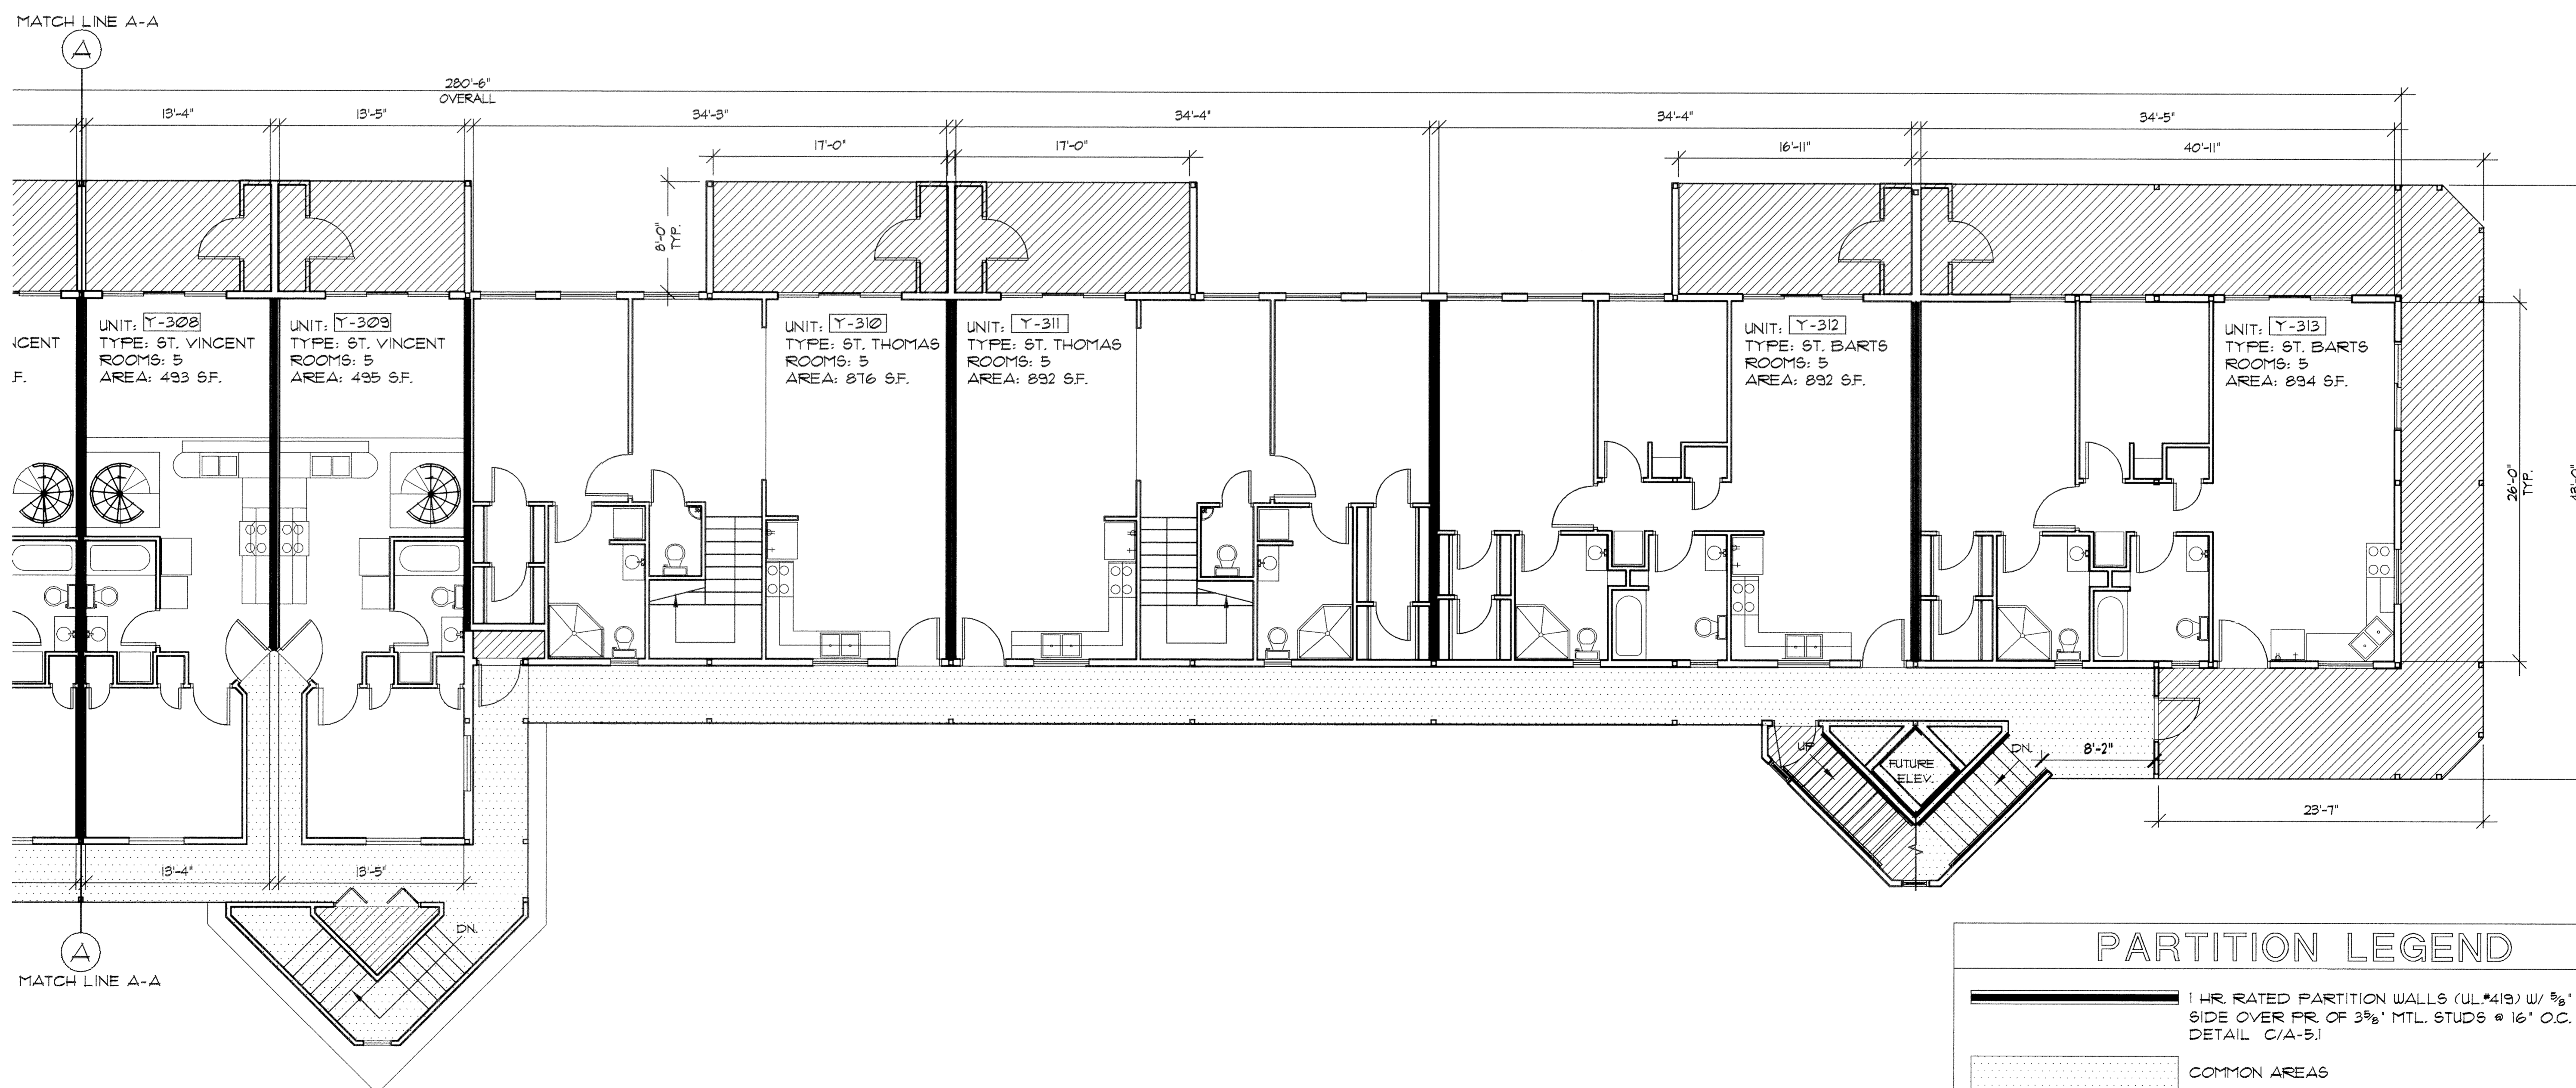 MATCH LINE A-A
A
280'-6"
OVERALL
13'-4"
13'-5"
34'-3"
34'-4"
34'-4"
34'-5"
17'-0"
17'-0"
16'-11"
40'-11"
8'-0"
TYP.
NCENT
F.
UNIT: Y-308
TYPE: ST. VINCENT
ROOMS: 5
AREA: 493 S.F.
UNIT: Y-309
TYPE: ST. VINCENT
ROOMS: 5
AREA: 495 S.F.
UNIT: Y-310
TYPE: ST. THOMAS
ROOMS: 5
AREA: 876 S.F.
UNIT: Y-311
TYPE: ST. THOMAS
ROOMS: 5
AREA: 892 S.F.
UNIT: Y-312
TYPE: ST. BARTS
ROOMS: 5
AREA: 892 S.F.
UNIT: Y-313
TYPE: ST. BARTS
ROOMS: 5
AREA: 894 S.F.
26'-0"
TYP.
UP
FUTURE
ELEV.
DN.
8'-2"
23'-7"
13'-4"
13'-5"
DN.
A
MATCH LINE A-A
PARTITION LEGEND
1 HR. RATED PARTITION WALLS (UL.#419) W/ 5/8"
SIDE OVER PR. OF 3 5/8" MTL. STUDS @ 16" O.C.
DETAIL C/A-5.1
COMMON AREAS